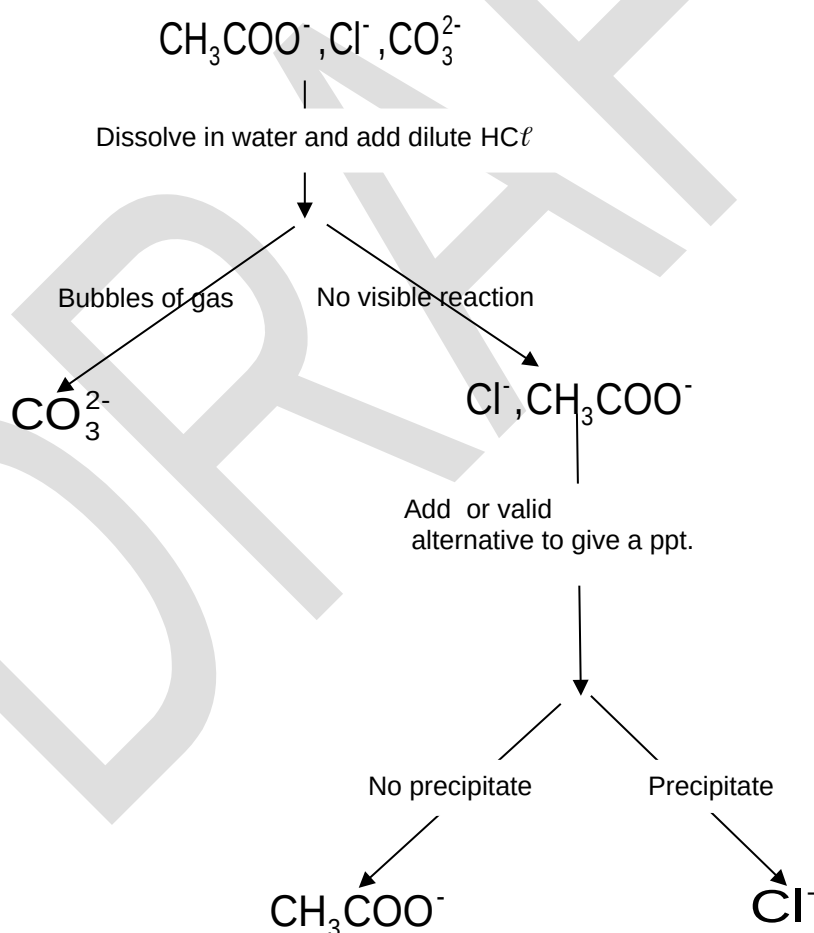 CH₃COO⁻,Cl⁻,CO₃²⁻
Dissolve in water and add dilute HCℓ
Bubbles of gas
No visible reaction
CO₃²⁻
Cl⁻,CH₃COO⁻
Add  or valid
alternative to give a ppt.
No precipitate
Precipitate
CH₃COO⁻
Cl⁻
DRAFT